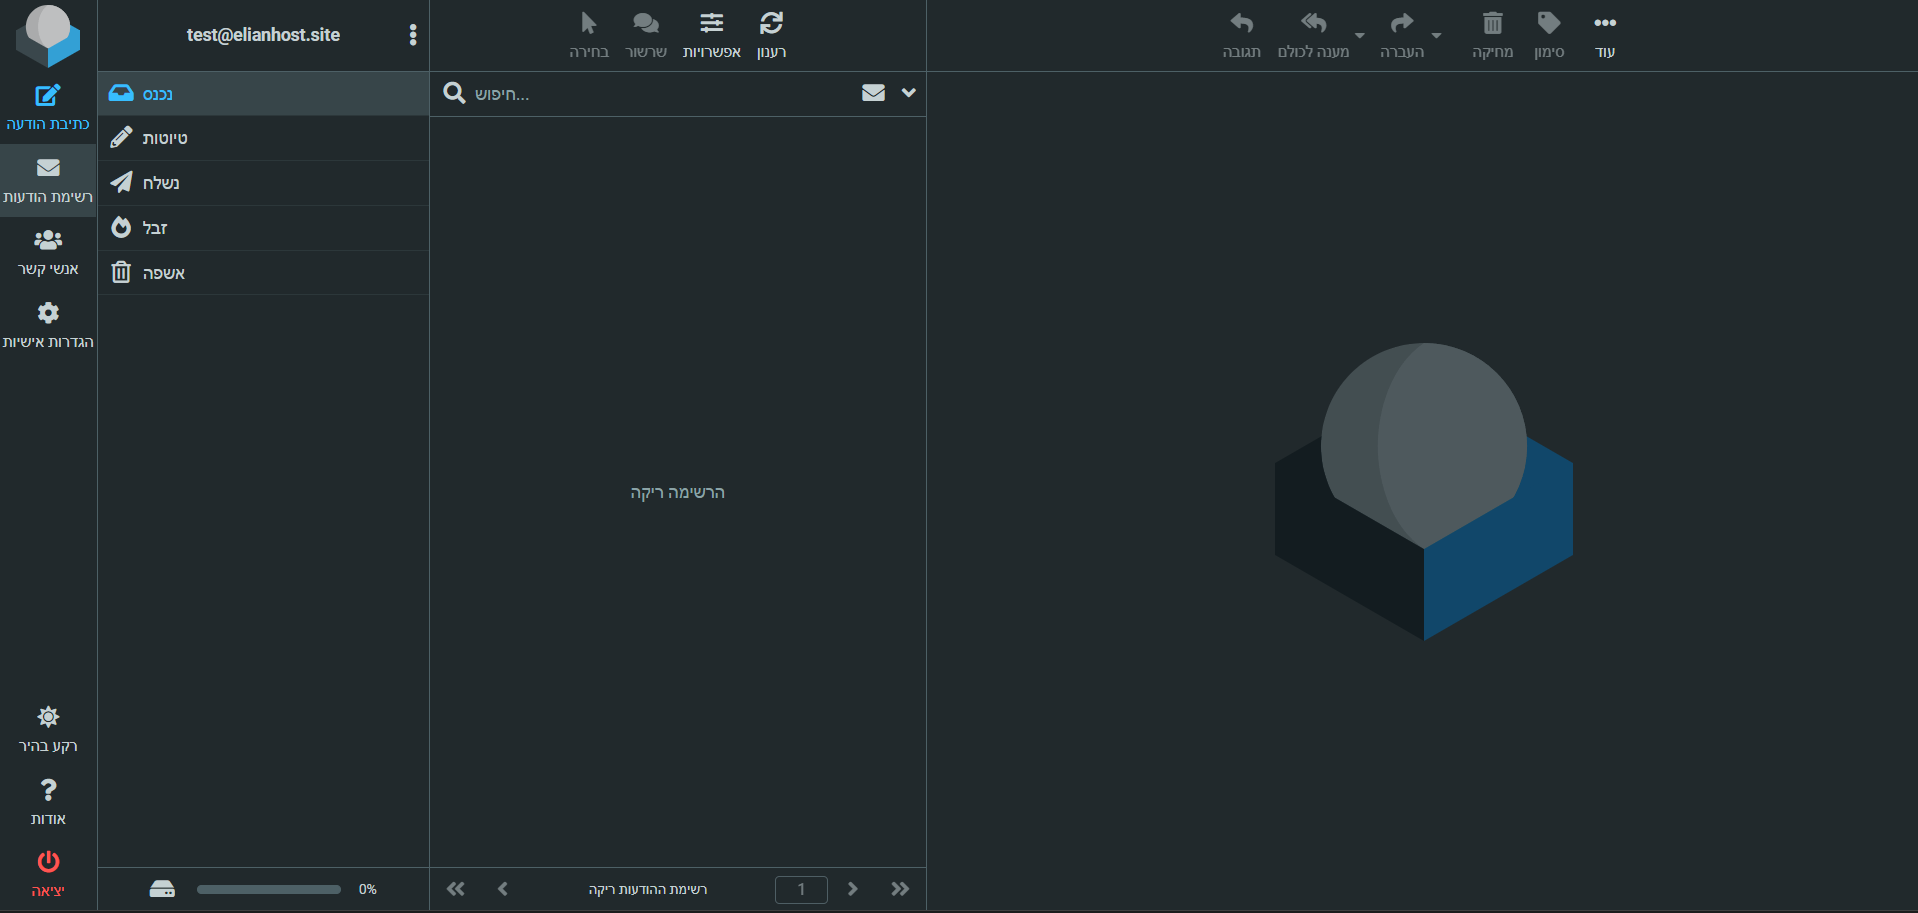 test@elianhost.site
כתיבת הודעה
רשימת הודעות
אנשי קשר
הגדרות אישיות
רקע בהיר
אודות
יציאה
נכנס
טיוטות
נשלח
זבל
אשפה
0%
בחירה
שרשור
אפשרויות
רענון
חיפוש...
הרשימה ריקה
רשימת ההודעות ריקה
1
תגובה
מענה לכולם
העברה
מחיקה
סימון
עוד